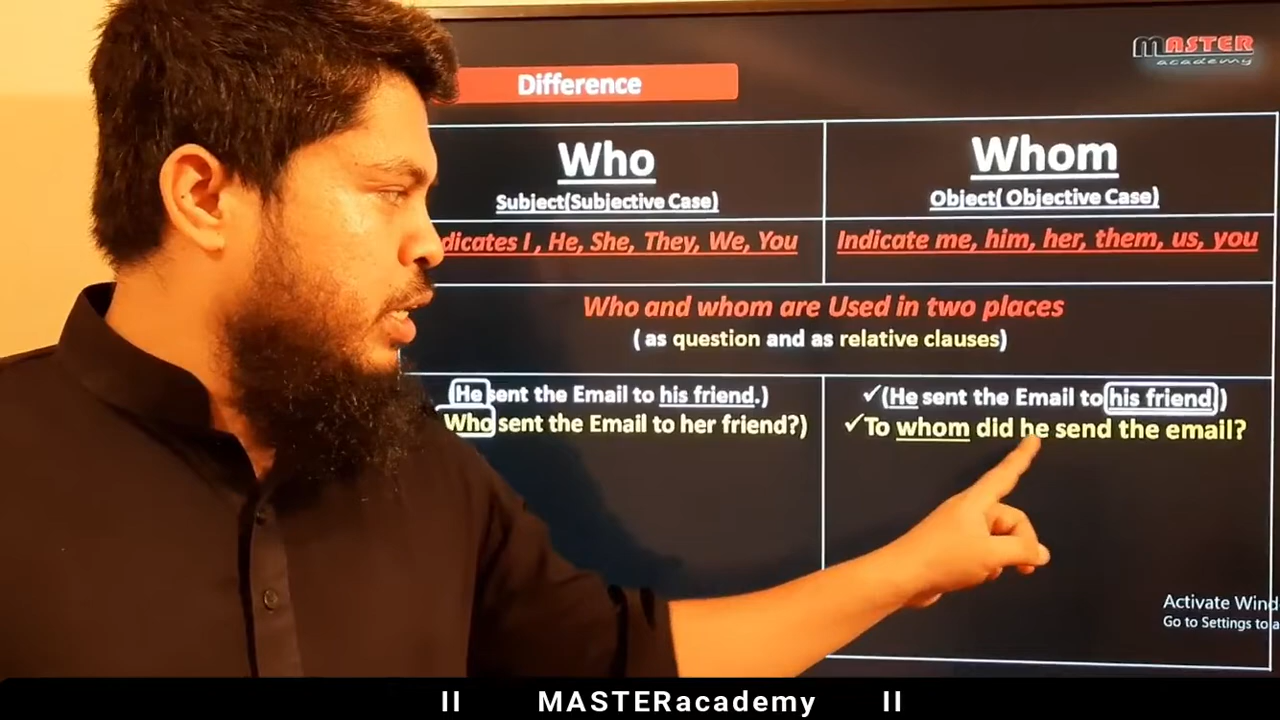 MASTER
academy
Difference
Who
Subject(Subjective Case)
Whom
Object( Objective Case)
I , He, She, They, We, You
Indicate me, him, her, them, us, you
Who and whom are Used in two places
( as question and as relative clauses)
(He sent the Email to his friend.)
Who sent the Email to her friend?)
✓(He sent the Email to his friend.)
✓To whom did he send the email?
Activate
Go to Settings to
II MASTERacademy II